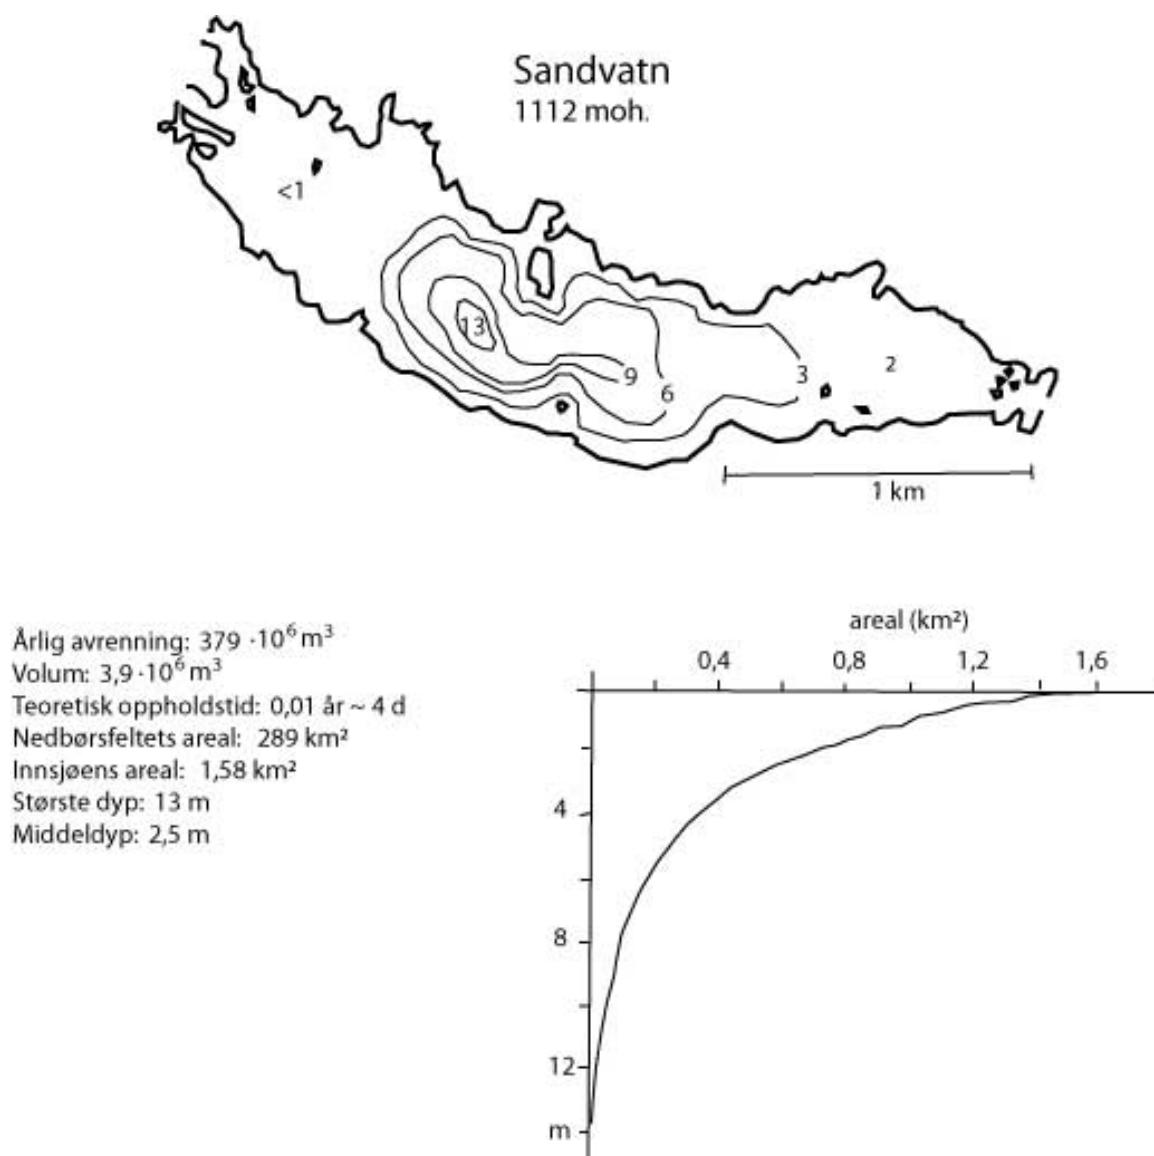 Sandvatn
1112 moh.
<1
13
9
6
3
2
1 km
Årlig avrenning: 379 ·10⁶ m³
Volum: 3,9 ·10⁶ m³
Teoretisk oppholdstid: 0,01 år ~ 4 d
Nedbørsfeltets areal: 289 km²
Innsjøens areal: 1,58 km²
Største dyp: 13 m
Middeldyp: 2,5 m
areal (km²)
0,4 0,8 1,2 1,6
4
8
12
m